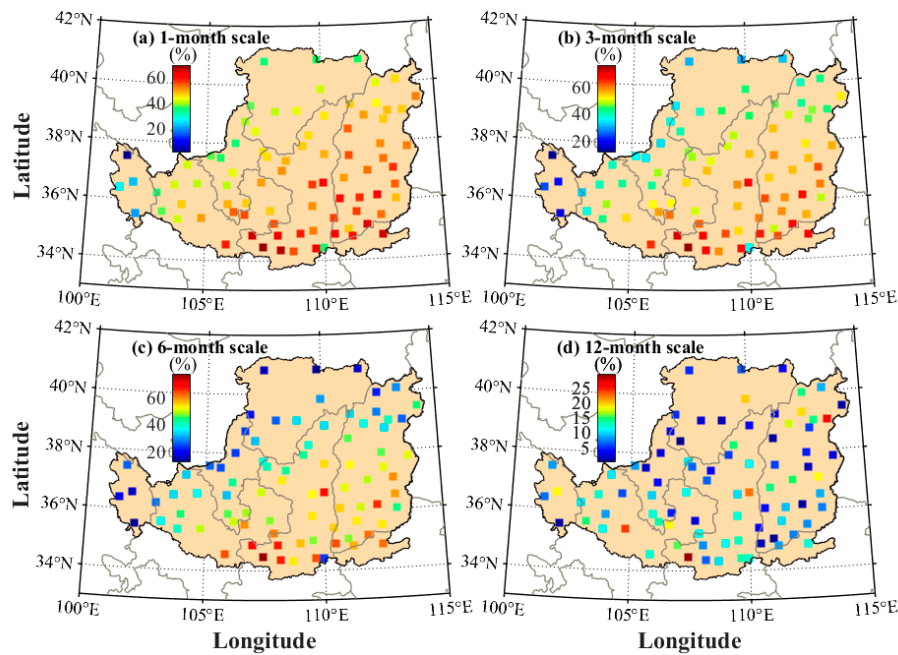 42°N
(a) 1-month scale
(%)
60
40
20
40°N
38°N
36°N
34°N
Latitude
100°E
105°E
110°E
115°E
42°N
(b) 3-month scale
(%)
60
40
20
40°N
38°N
36°N
34°N
100°E
105°E
110°E
115°E
42°N
(c) 6-month scale
(%)
60
40
20
40°N
38°N
36°N
34°N
Latitude
100°E
105°E
110°E
115°E
Longitude
42°N
(d) 12-month scale
(%)
25
20
15
10
5
40°N
38°N
36°N
34°N
100°E
105°E
110°E
115°E
Longitude